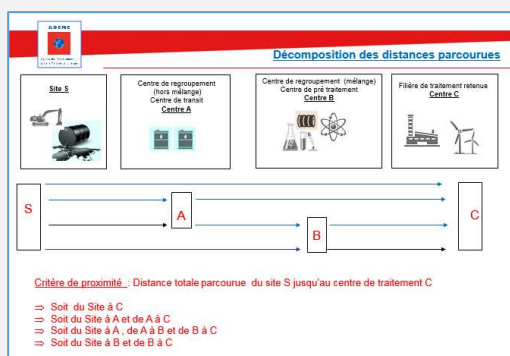 ADEME
Décomposition des distances parcourues
Site S
Centre de regroupement
(hors mélange)
Centre de transit
Centre A
Centre de regroupement (mélange)
Centre de pré traitement
Centre B
Filière de traitement retenue
Centre C
S
A
B
C
Critère de proximité : Distance totale parcourue du site S jusqu'au centre de traitement C
⇒ Soit du Site à C
⇒ Soit du Site à A et de A à C
⇒ Soit du Site à A , de A à B et de B à C
⇒ Soit du Site à B et de B à C